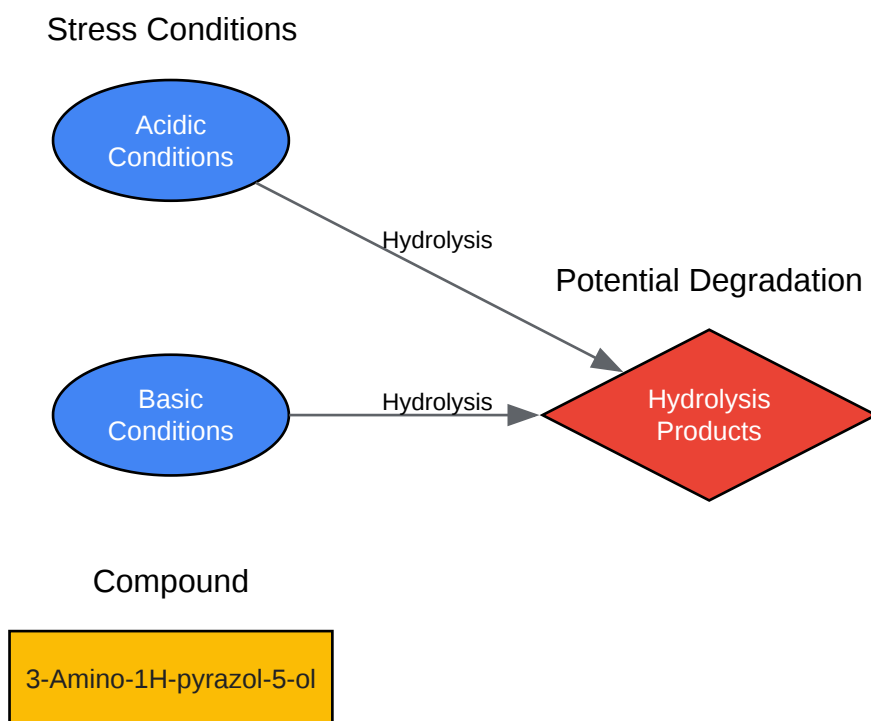 Stress Conditions
Acidic
Conditions
Hydrolysis
Potential Degradation
Basic
Conditions
Hydrolysis
Hydrolysis
Products
Compound
3-Amino-1H-pyrazol-5-ol